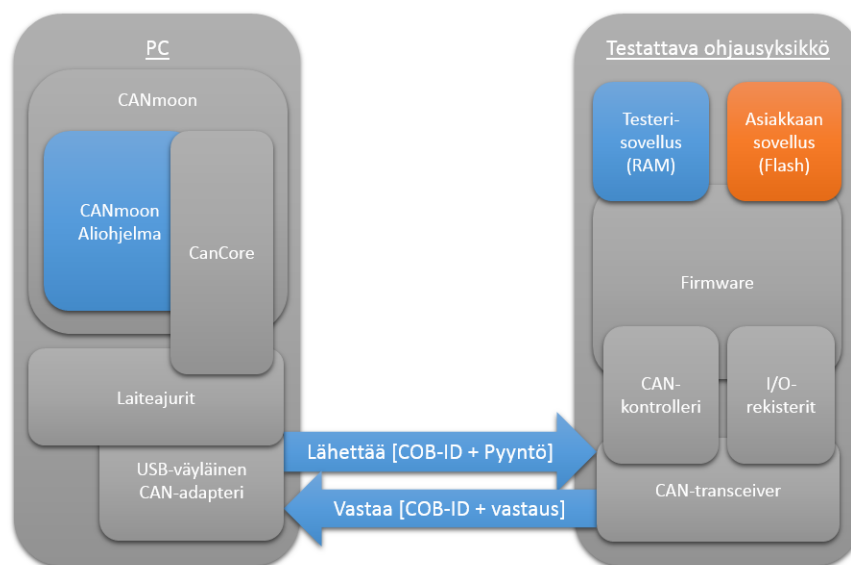 PC
CANmoon
CANmoon
Aliohjelma
CanCore
Laiteajurit
USB-väyläinen
CAN-adapteri
Lähettää [COB-ID + Pyyntö]
Vastaa [COB-ID + vastaus]
Testattava ohjausyksikkö
Testeri-
sovellus
(RAM)
Asiakkaan
sovellus
(Flash)
Firmware
CAN-
kontrolleri
I/O-
rekisterit
CAN-transceiver